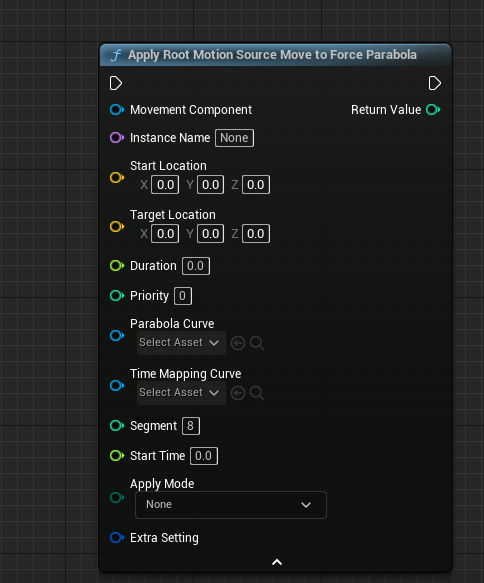 f Apply Root Motion Source Move to Force Parabola
Movement Component Return Value
Instance Name None
Start Location
X 0.0 Y 0.0 Z 0.0
Target Location
X 0.0 Y 0.0 Z 0.0
Duration 0.0
Priority 0
Parabola Curve
Select Asset
Time Mapping Curve
Select Asset
Segment 8
Start Time 0.0
Apply Mode
None
Extra Setting